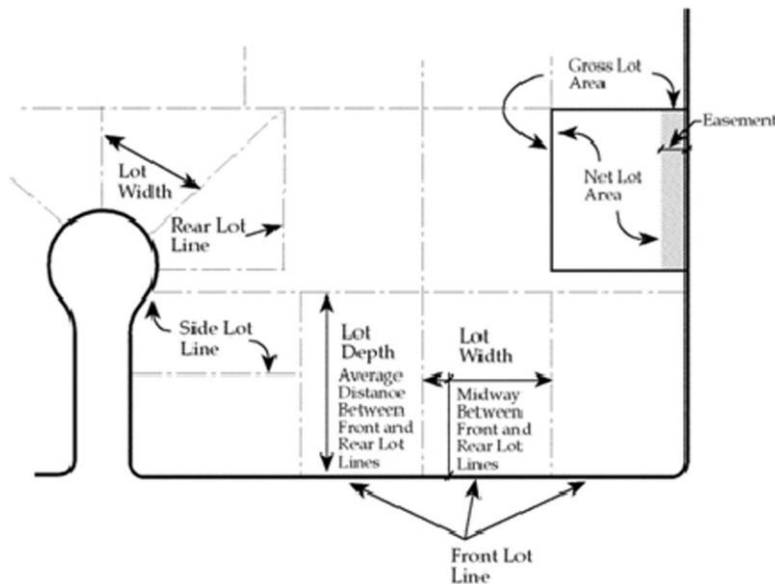 Gross Lot
Area
Easement
Net Lot
Area
Lot
Width
Rear Lot
Line
Side Lot
Line
Lot
Depth
Average
Distance
Between
Front and
Rear Lot
Lines
Lot
Width
Midway
Between
Front and
Rear Lot
Lines
Front Lot
Line